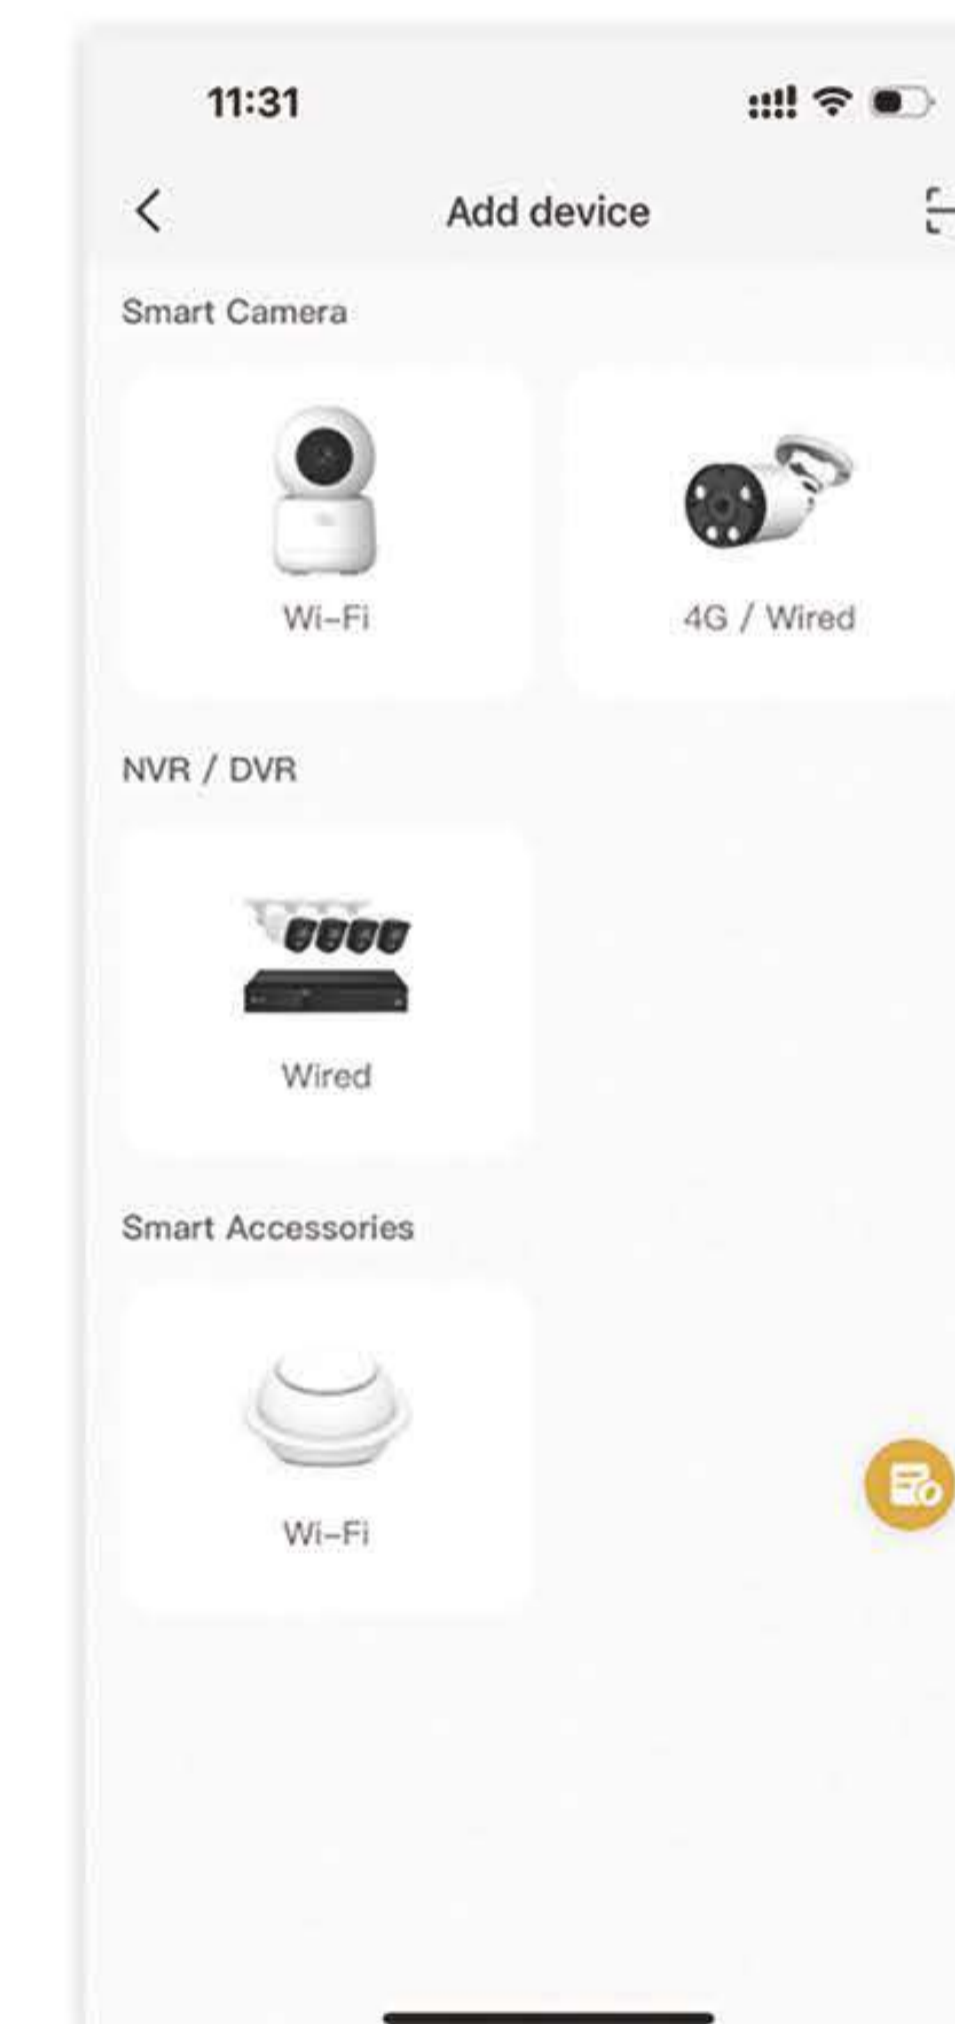 11:31
Add device
Smart Camera
Wi-Fi
4G / Wired
NVR / DVR
Wired
Smart Accessories
Wi-Fi